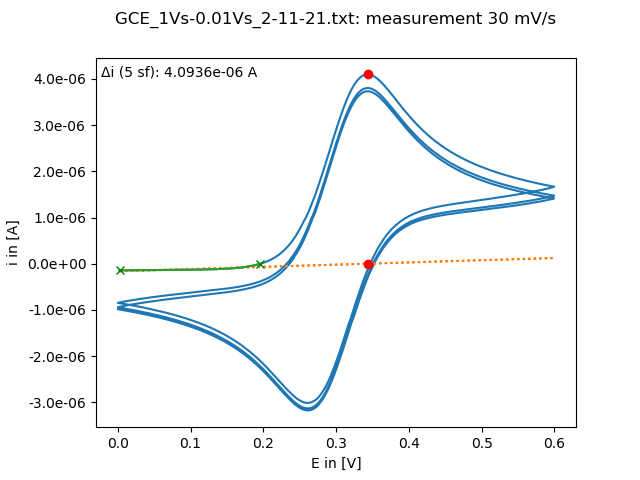 GCE_1Vs-0.01Vs_2-11-21.txt: measurement 30 mV/s
Δi (5 sf): 4.0936e-06 A
4.0e-06
3.0e-06
2.0e-06
1.0e-06
0.0e+00
-1.0e-06
-2.0e-06
-3.0e-06
i in [A]
0.0 0.1 0.2 0.3 0.4 0.5 0.6
E in [V]